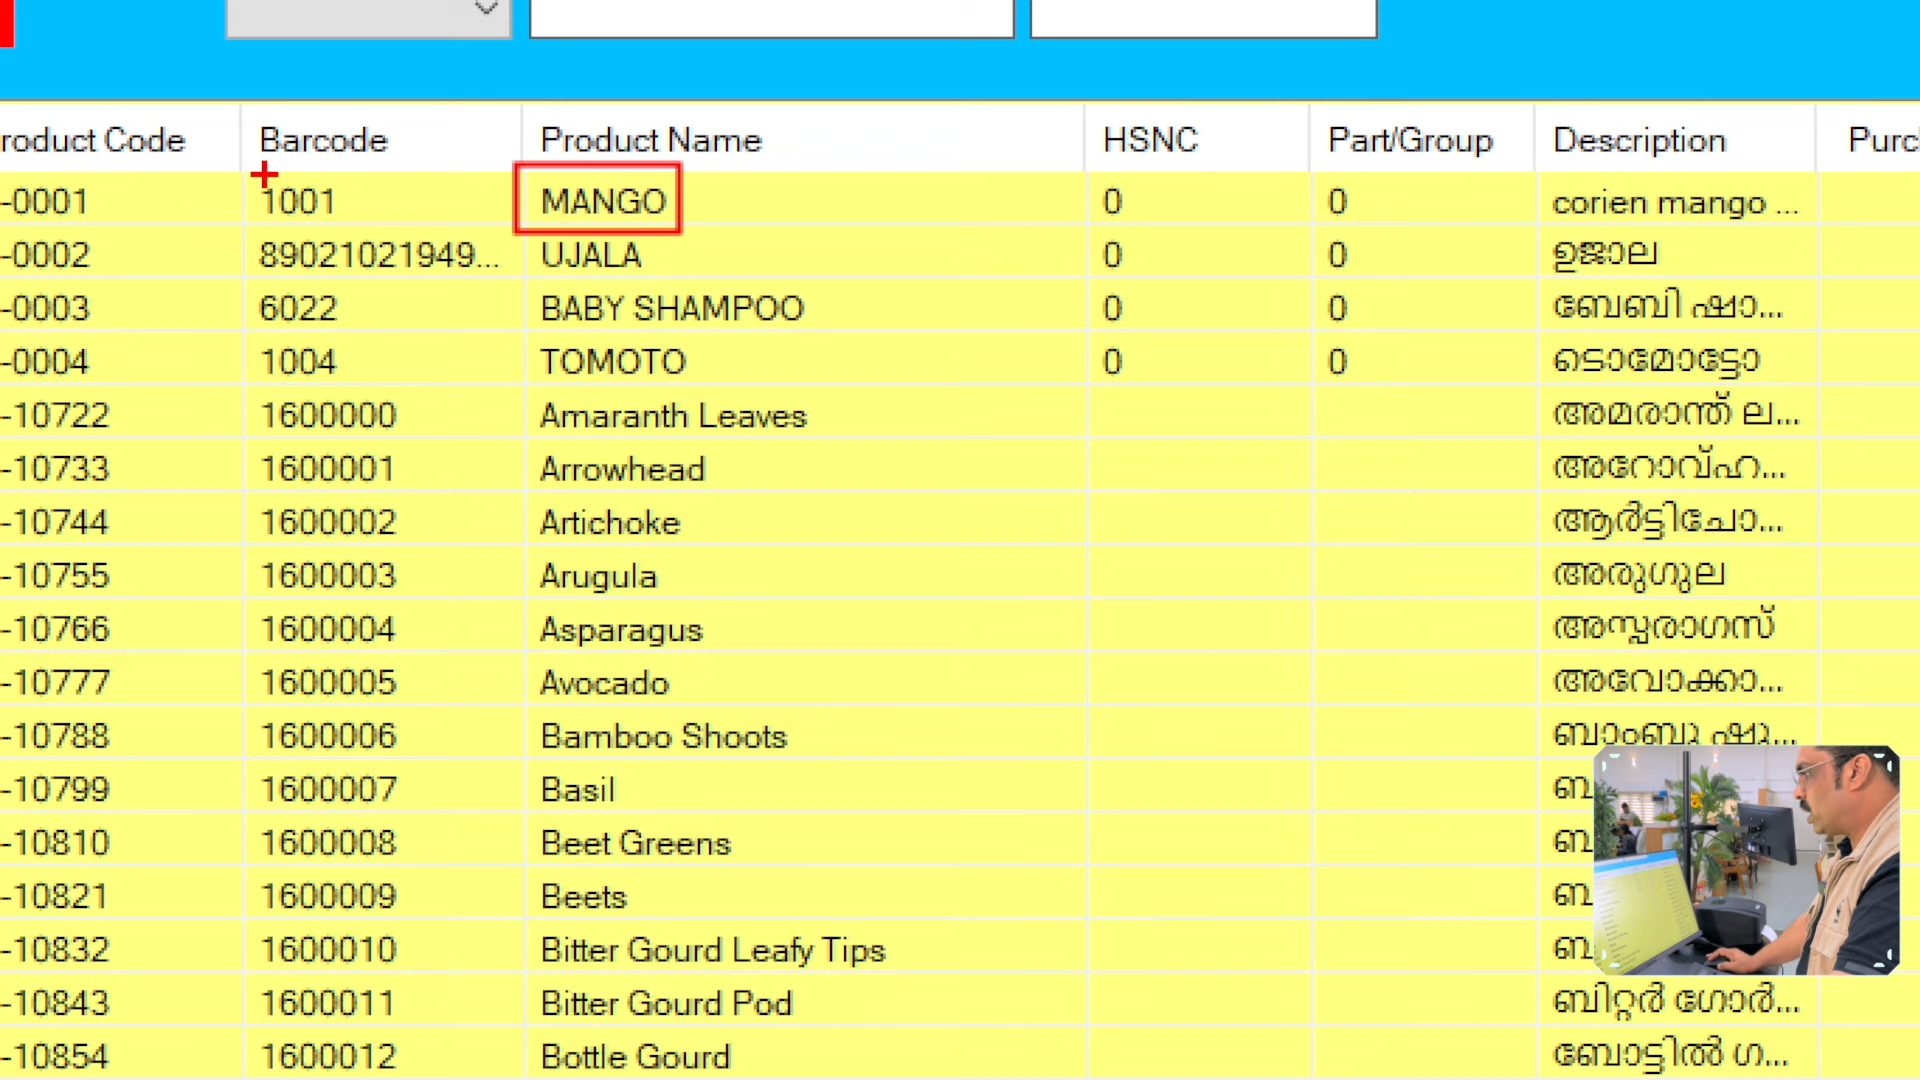 roduct Code Barcode Product Name HSNC Part/Group Description Purc
-0001 1001 MANGO 0 0 corien mango ...
-0002 89021021949... UJALA 0 0 ഉജാല
-0003 6022 BABY SHAMPOO 0 0 ബേബി ഷാ...
-0004 1004 TOMOTO 0 0 ടൊമോട്ടോ
-10722 1600000 Amaranth Leaves അമരാന്ത് ല...
-10733 1600001 Arrowhead അറോവ്ഹ...
-10744 1600002 Artichoke ആർട്ടിചോ...
-10755 1600003 Arugula അരുഗുല
-10766 1600004 Asparagus അസ്പരാഗസ്
-10777 1600005 Avocado അവോക്കാ...
-10788 1600006 Bamboo Shoots ബാംബു ഷൂ...
-10799 1600007 Basil ബ
-10810 1600008 Beet Greens ബ
-10821 1600009 Beets ബ
-10832 1600010 Bitter Gourd Leafy Tips ബ
-10843 1600011 Bitter Gourd Pod ബിറ്റർ ഗോർ...
-10854 1600012 Bottle Gourd ബോട്ടിൽ ഗ...